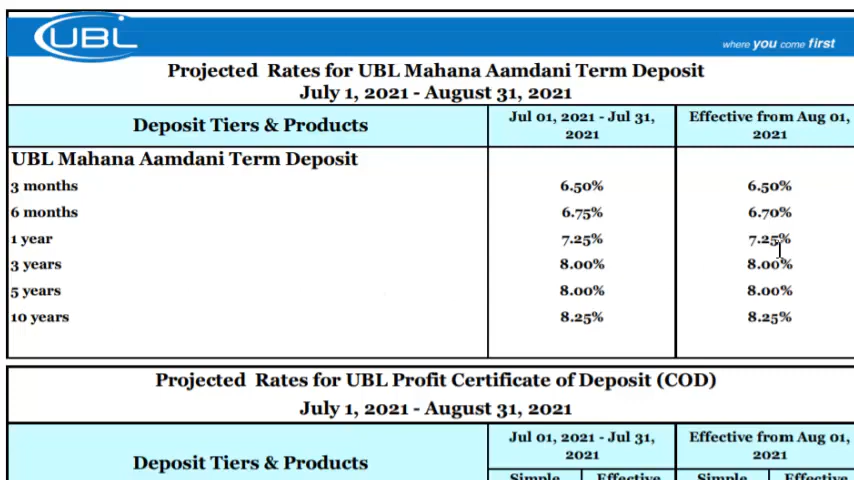 UBL
where you come first
Projected Rates for UBL Mahana Aamdani Term Deposit
July 1, 2021 - August 31, 2021
Deposit Tiers & Products
Jul 01, 2021 - Jul 31, 2021
Effective from Aug 01, 2021
UBL Mahana Aamdani Term Deposit
3 months 6.50% 6.50%
6 months 6.75% 6.70%
1 year 7.25% 7.25%
3 years 8.00% 8.00%
5 years 8.00% 8.00%
10 years 8.25% 8.25%
Projected Rates for UBL Profit Certificate of Deposit (COD)
July 1, 2021 - August 31, 2021
Deposit Tiers & Products
Jul 01, 2021 - Jul 31, 2021
Effective from Aug 01, 2021
Simple Effective Simple Effective